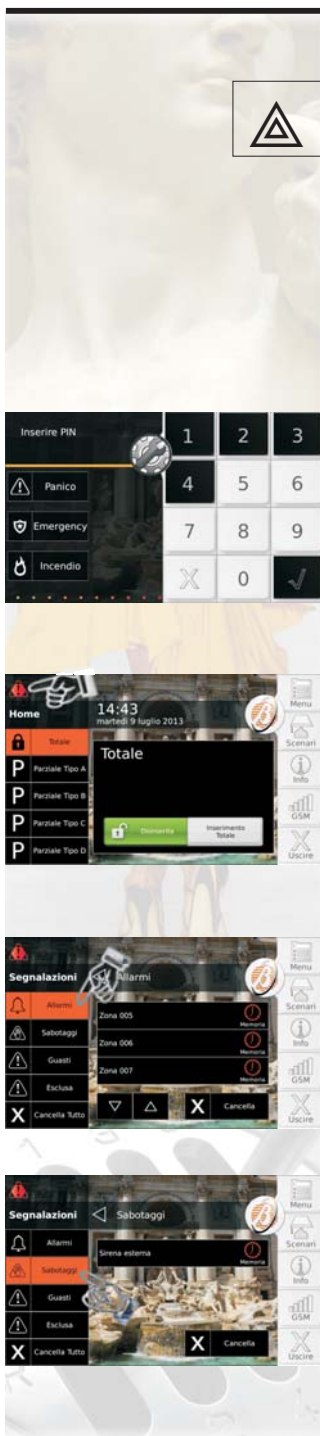 Inserire PIN
Panico
Emergency
Incendio
1 2 3
4 5 6
7 8 9
X 0
Home
14:43
martedì 9 luglio 2013
Totale
Parziale Tipo A
Parziale Tipo B
Parziale Tipo C
Parziale Tipo D
Totale
Disinserita
Inserimento
Totale
Menu
Scenari
Info
GSM
Uscire
Segnalazioni
Allarmi
Allarmi
Sabotaggi
Guasti
Esclusa
Cancella Tutto
Zona 005
Memoria
Zona 006
Memoria
Zona 007
Memoria
X Cancella
Menu
Scenari
Info
GSM
Uscire
Segnalazioni
Sabotaggi
Allarmi
Sabotaggi
Guasti
Esclusa
Cancella Tutto
Sirena esterna
Memoria
X Cancella
Menu
Scenari
Info
GSM
Uscire